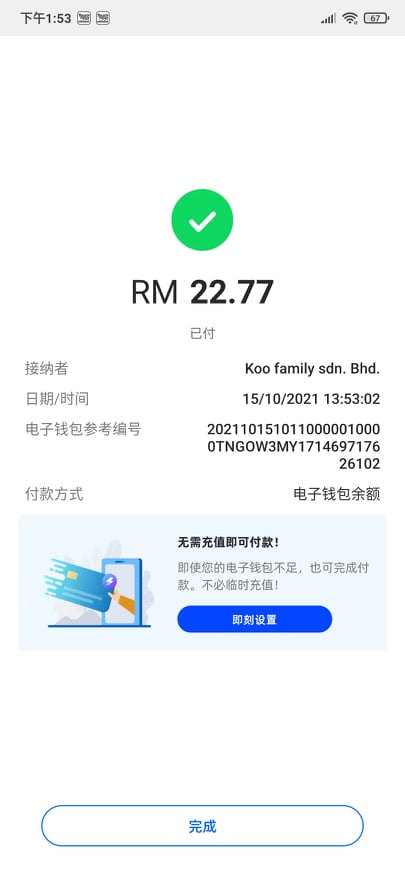 下午1:53
67
RM 22.77
已付
接纳者 Koo family sdn. Bhd.
日期/时间 15/10/2021 13:53:02
电子钱包参考编号 202110151011000001000
0TNGOW3MY1714697176
26102
付款方式 电子钱包余额
无需充值即可付款！
即使您的电子钱包不足，也可完成付
款。不必临时充值！
即刻设置
完成